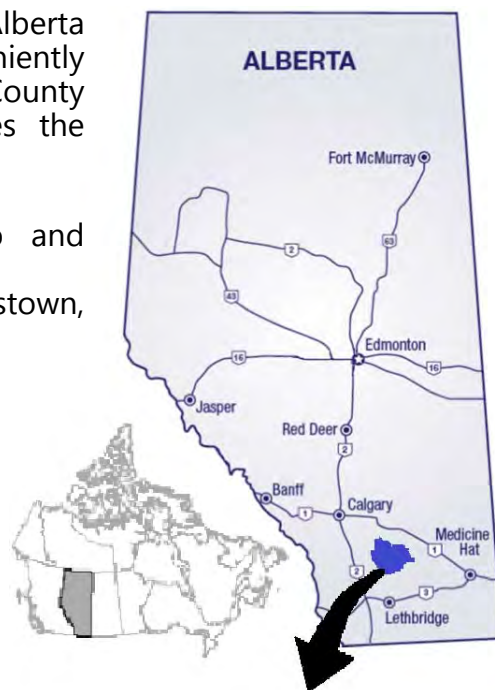 Alberta
niently
County
es the
o and
stown,
ALBERTA
Fort McMurray
2
63
43
Edmonton
16
16
Jasper
Red Deer
2
Banff
Calgary
1
Medicine
Hat
1
2
3
Lethbridge